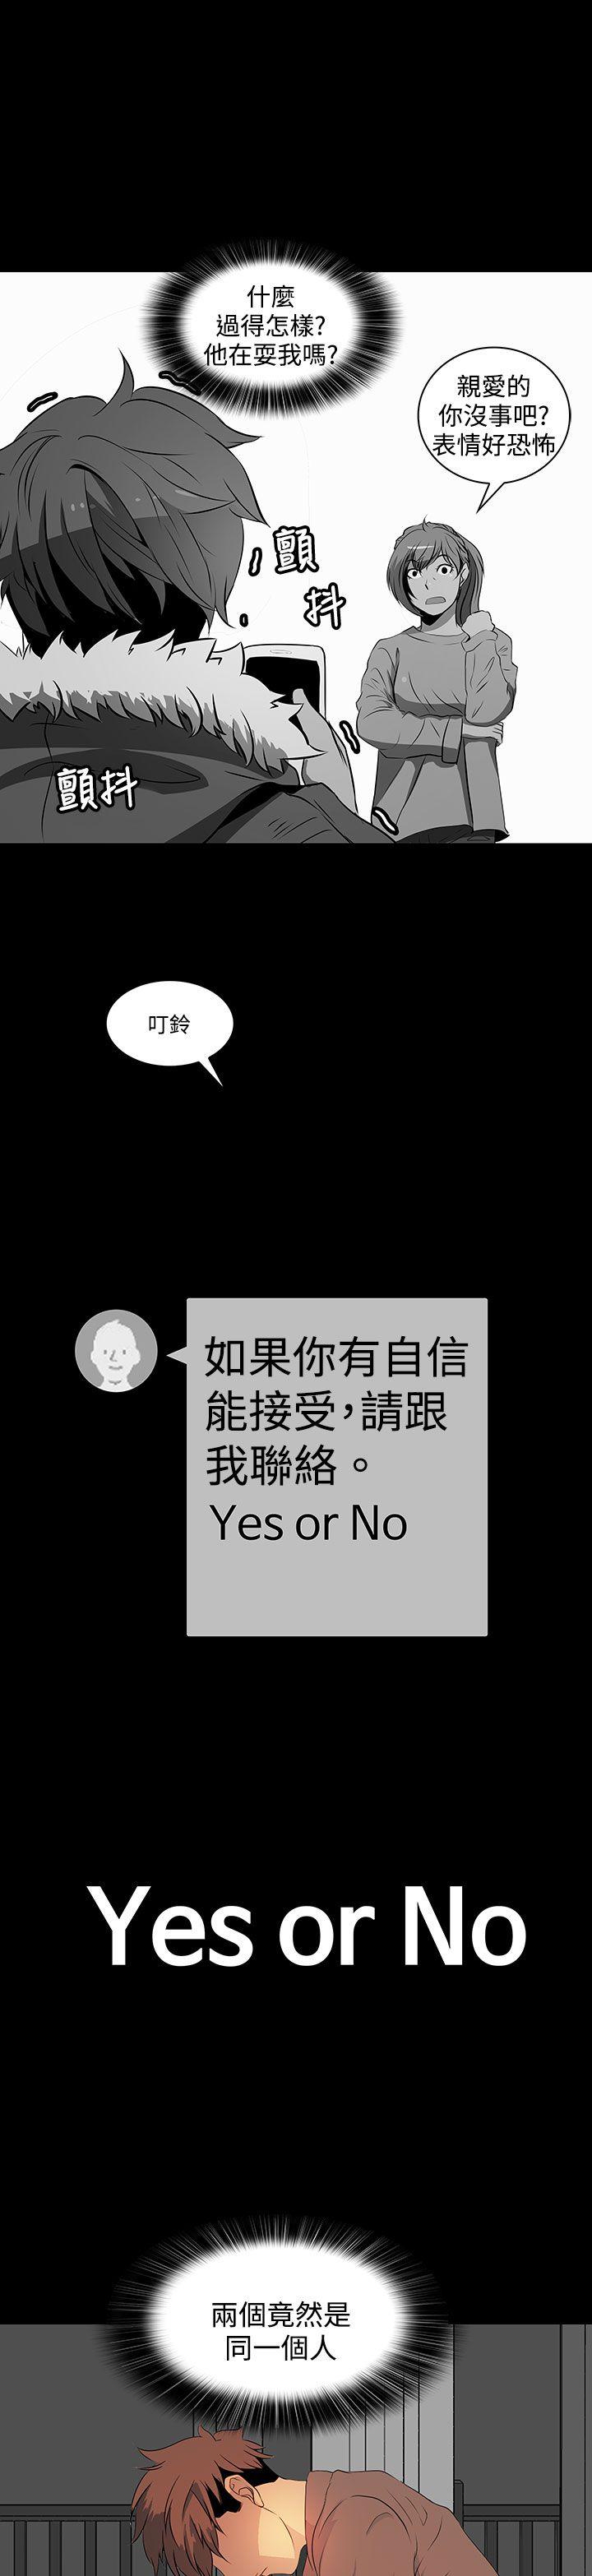 什麼
過得怎樣?
他在耍我嗎?
親愛的
你沒事吧?
表情好恐怖
顫
抖
顫抖
叮鈴
如果你有自信
能接受,請跟
我聯絡。
Yes or No
Yes or No
兩個竟然是
同一個人